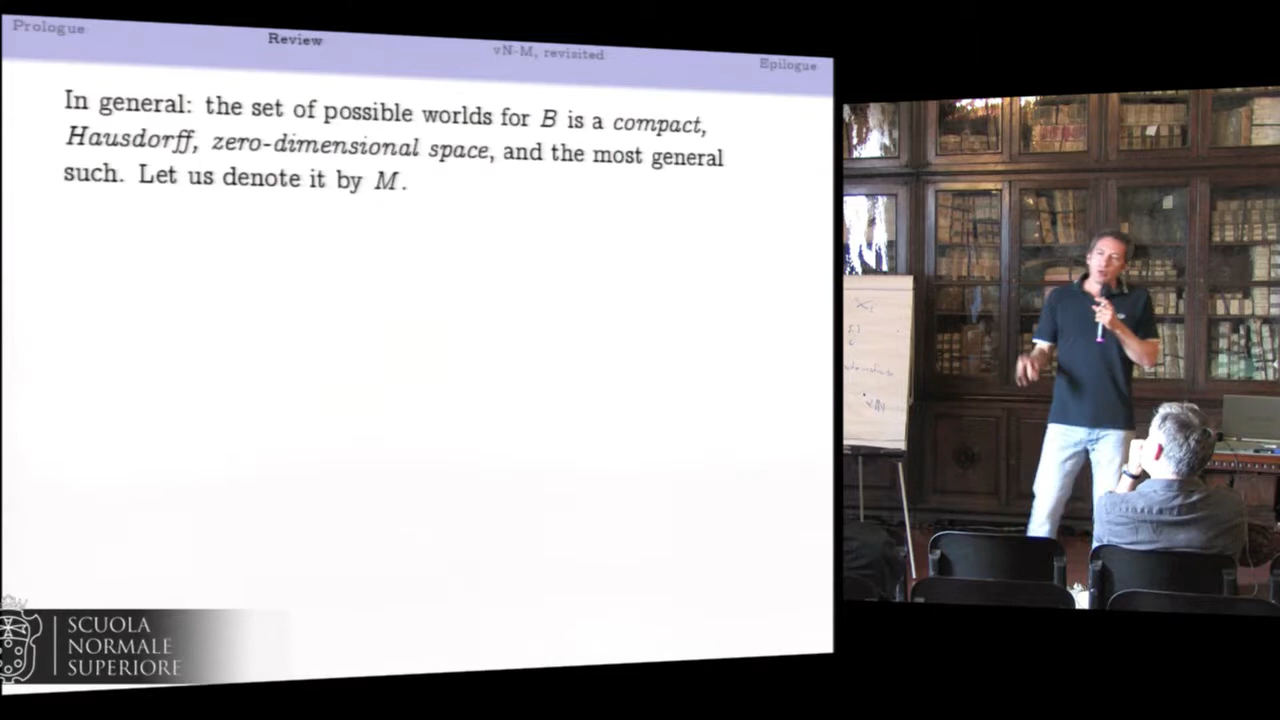 Prologue
Review
vN-M, revisited
Epilogue
In general: the set of possible worlds for B is a compact,
Hausdorff, zero-dimensional space, and the most general
such. Let us denote it by M.
SCUOLA
NORMALE
SUPERIORE